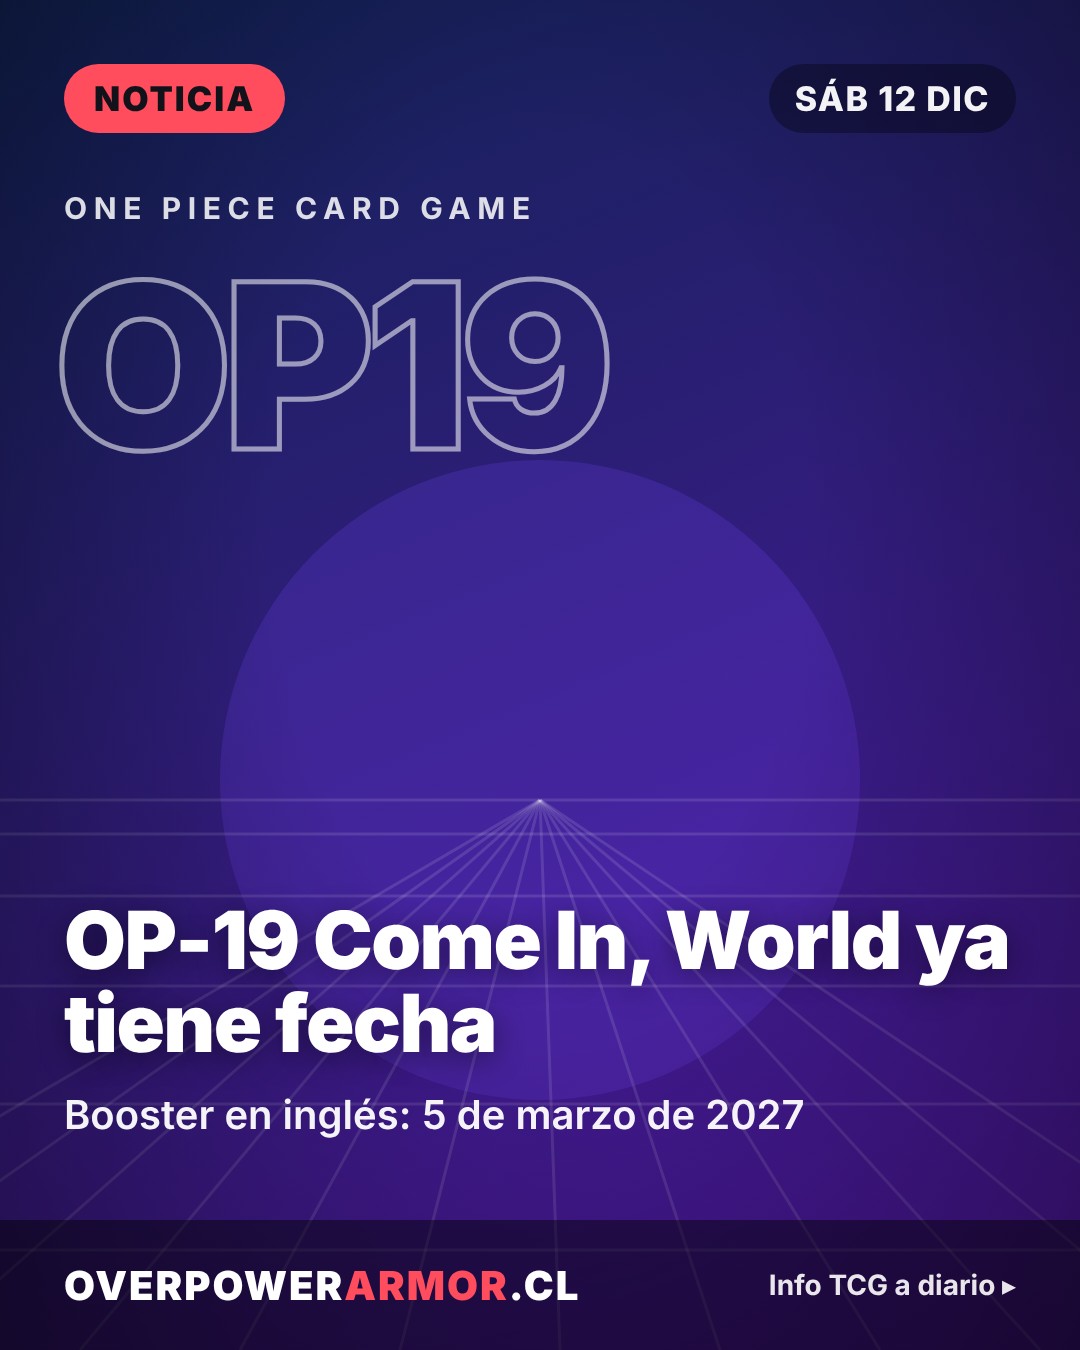 NOTICIA
SÁB 12 DIC
ONE PIECE CARD GAME
OP19
OP-19 Come In, World ya
tiene fecha
Booster en inglés: 5 de marzo de 2027
OVERPOWERARMOR.CL
Info TCG a diario ▸